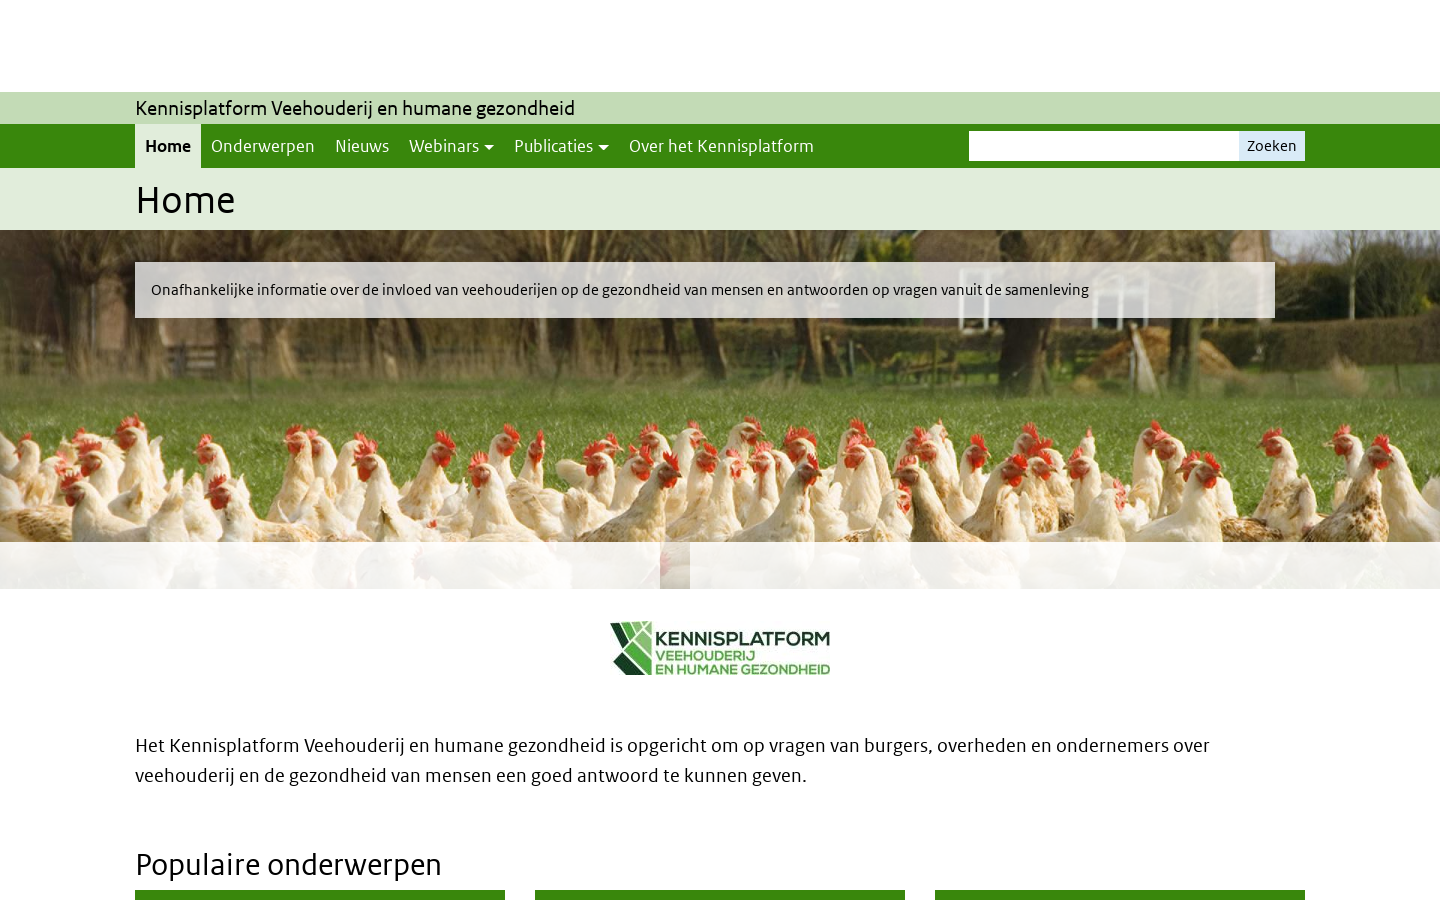 Kennisplatform Veehouderij en humane gezondheid
Home
Onderwerpen
Nieuws
Webinars
Publicaties
Over het Kennisplatform
Zoeken
Home
Onafhankelijke informatie over de invloed van veehouderijen op de gezondheid van mensen en antwoorden op vragen vanuit de samenleving
KENNISPLATFORM
VEEHOUDERIJ
EN HUMANE GEZONDHEID
Het Kennisplatform Veehouderij en humane gezondheid is opgericht om op vragen van burgers, overheden en ondernemers over
veehouderij en de gezondheid van mensen een goed antwoord te kunnen geven.
Populaire onderwerpen